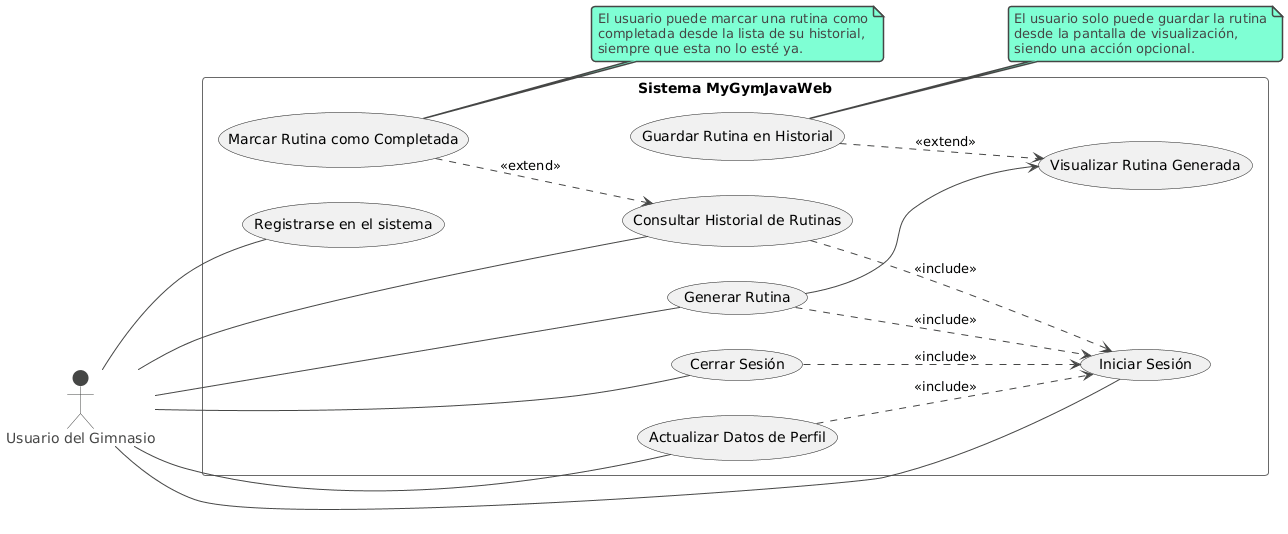 El usuario puede marcar una rutina como
completada desde la lista de su historial,
siempre que esta no lo esté ya.
El usuario solo puede guardar la rutina
desde la pantalla de visualización,
siendo una acción opcional.
Sistema MyGymJavaWeb
Marcar Rutina como Completada
Guardar Rutina en Historial
«extend»
Visualizar Rutina Generada
«extend»
Registrarse en el sistema
Consultar Historial de Rutinas
«include»
Generar Rutina
«include»
Cerrar Sesión
«include»
Iniciar Sesión
«include»
Usuario del Gimnasio
Actualizar Datos de Perfil